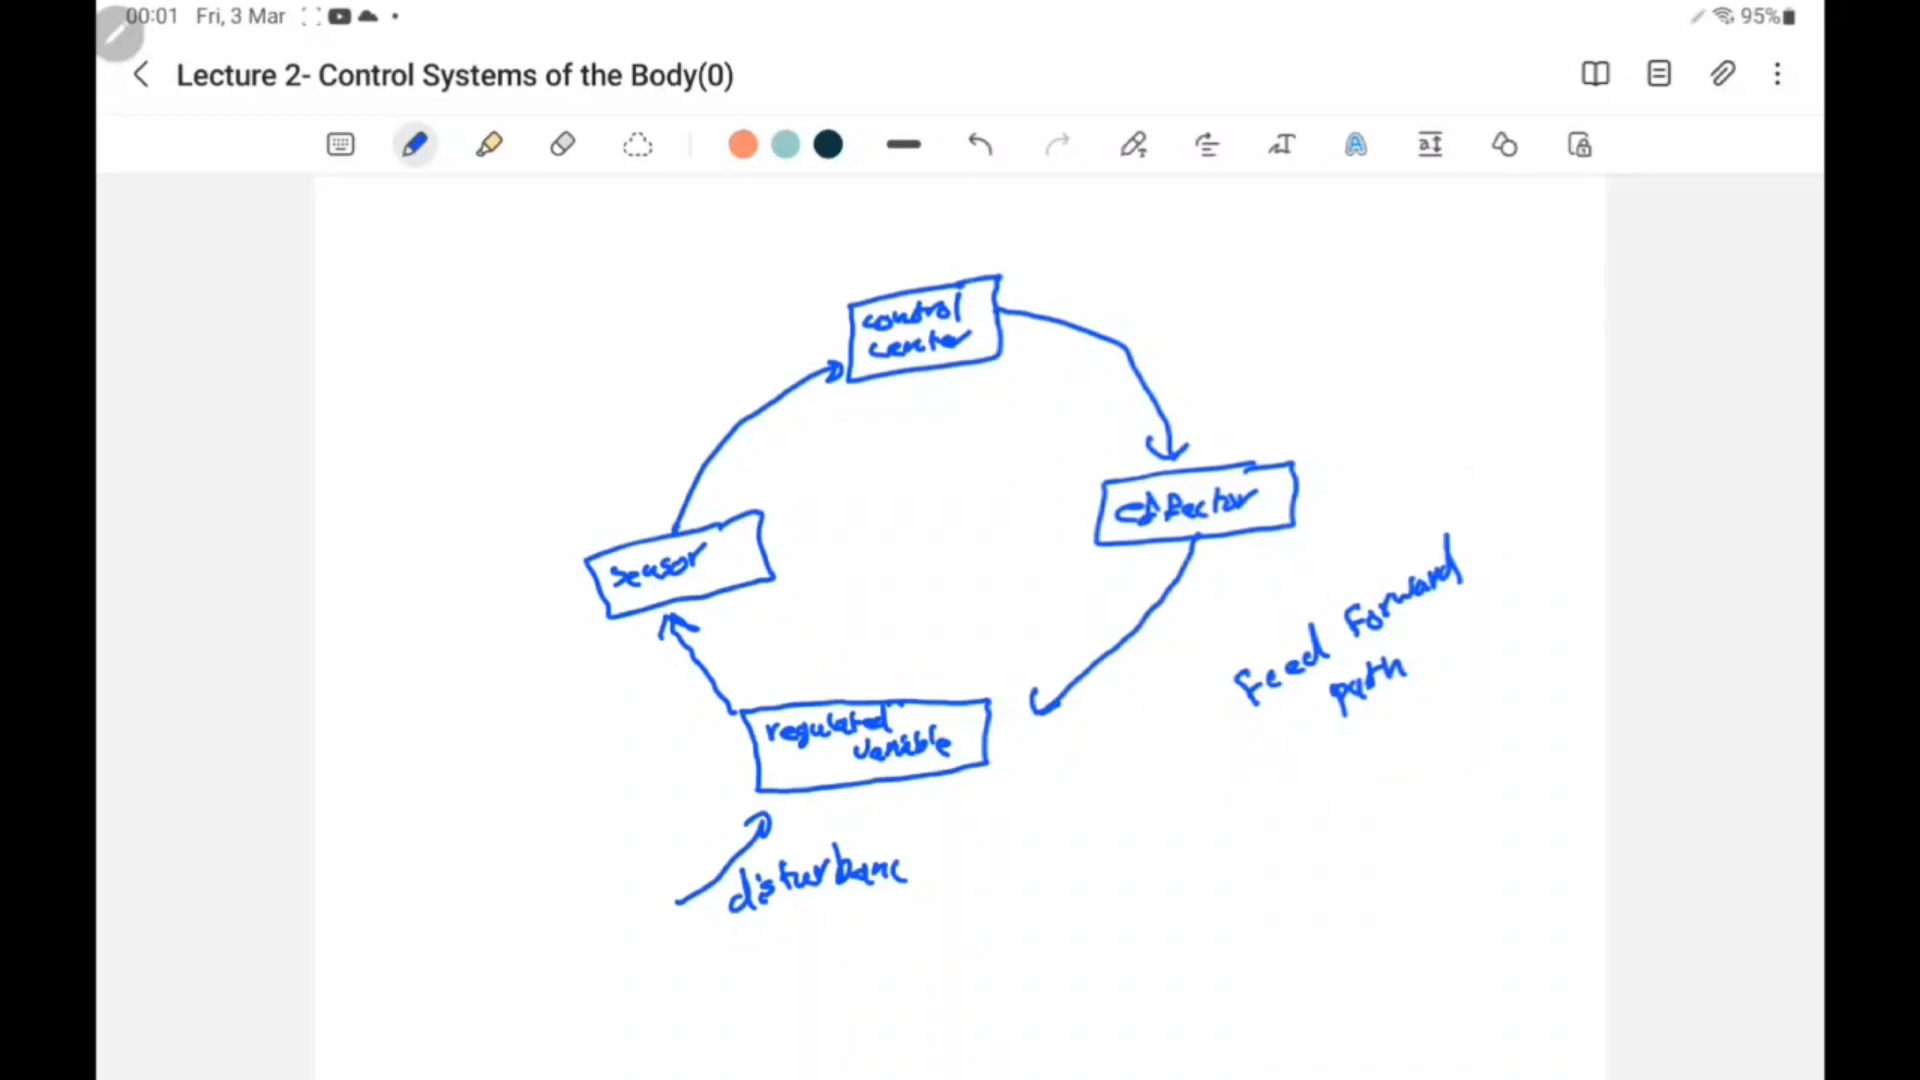 00:01 Fri, 3 Mar
95%
Lecture 2- Control Systems of the Body(0)
control
center
effector
sensor
Feed Forward
path
regulated
variable
disturbanc